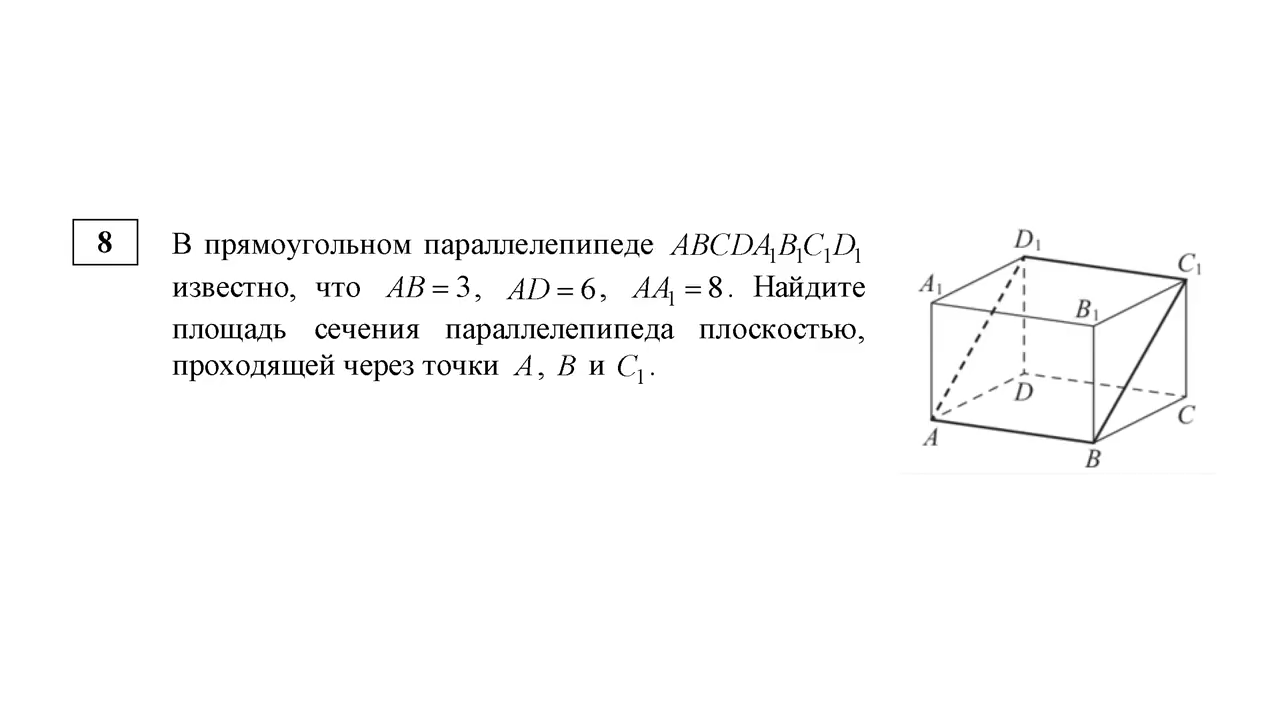 8
В прямоугольном параллелепипеде ABCDA₁B₁C₁D₁
известно, что AB = 3, AD = 6, AA₁ = 8. Найдите
площадь сечения параллелепипеда плоскостью,
проходящей через точки A, B и C₁.
D₁
C₁
A₁
B₁
D
C
A
B